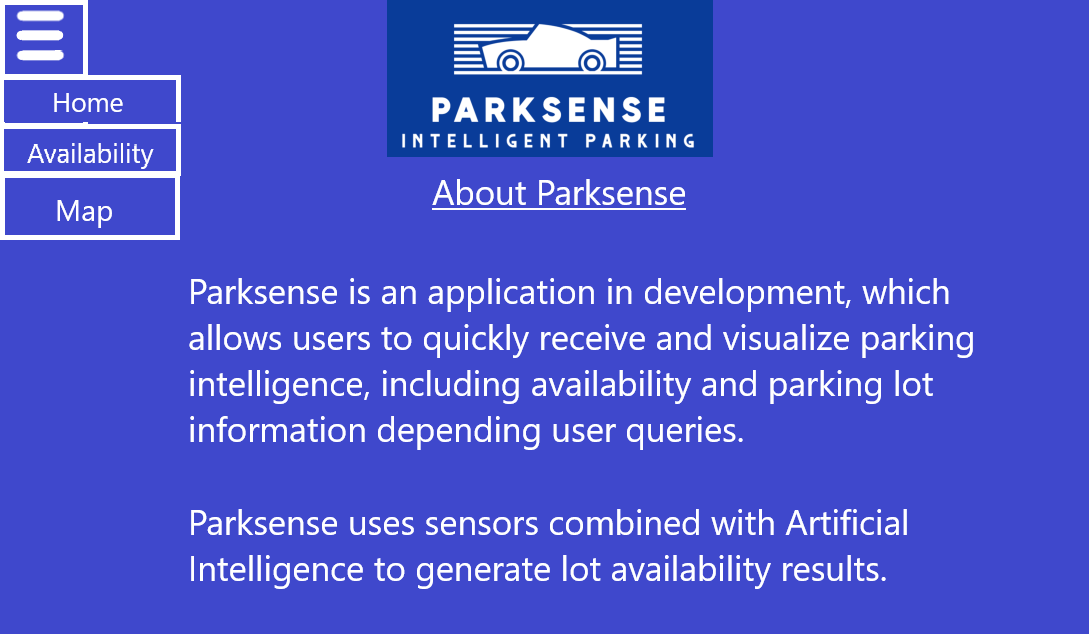 Home
Availability
Map
PARKSENSE
INTELLIGENT PARKING
About Parksense
Parksense is an application in development, which
allows users to quickly receive and visualize parking
intelligence, including availability and parking lot
information depending user queries.
Parksense uses sensors combined with Artificial
Intelligence to generate lot availability results.